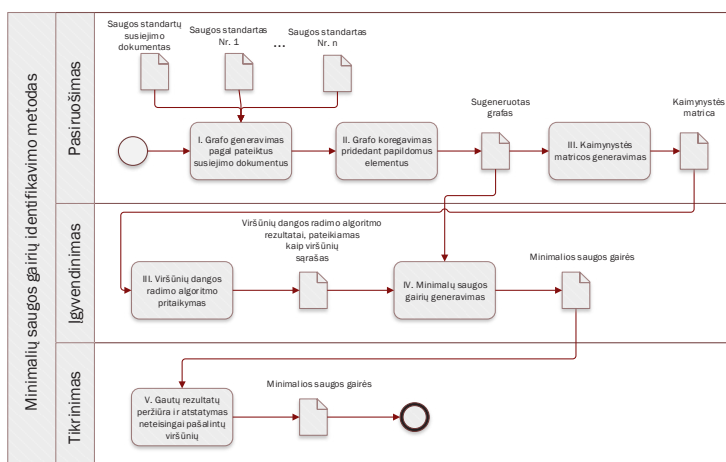 Minimalių saugos gairių identifikavimo metodas
Pasiruošimas
Saugos standartų
susiejimo
dokumentas
Saugos standartas
Nr. 1
...
Saugos standartas
Nr. n
I. Grafo generavimas
pagal pateiktus
susiejimo dokumentus
II. Grafo koregavimas
pridedant papildomus
elementus
Sugeneruotas
grafas
III. Kaimynystės
matricos generavimas
Kaimynystės
matrica
Įgyvendinimas
III. Viršūnių dangos
radimo algoritmo
pritaikymas
Viršūnių dangos radimo algoritmo
rezultatai, pateikiamas
kaip viršūnių
sąrašas
IV. Minimalų saugos
gairių generavimas
Minimalios saugos gairės
Tikrinimas
V. Gautų rezultatų
peržiūra ir atstatymas
neteisingai pašalintų
viršūnių
Minimalios saugos gairės